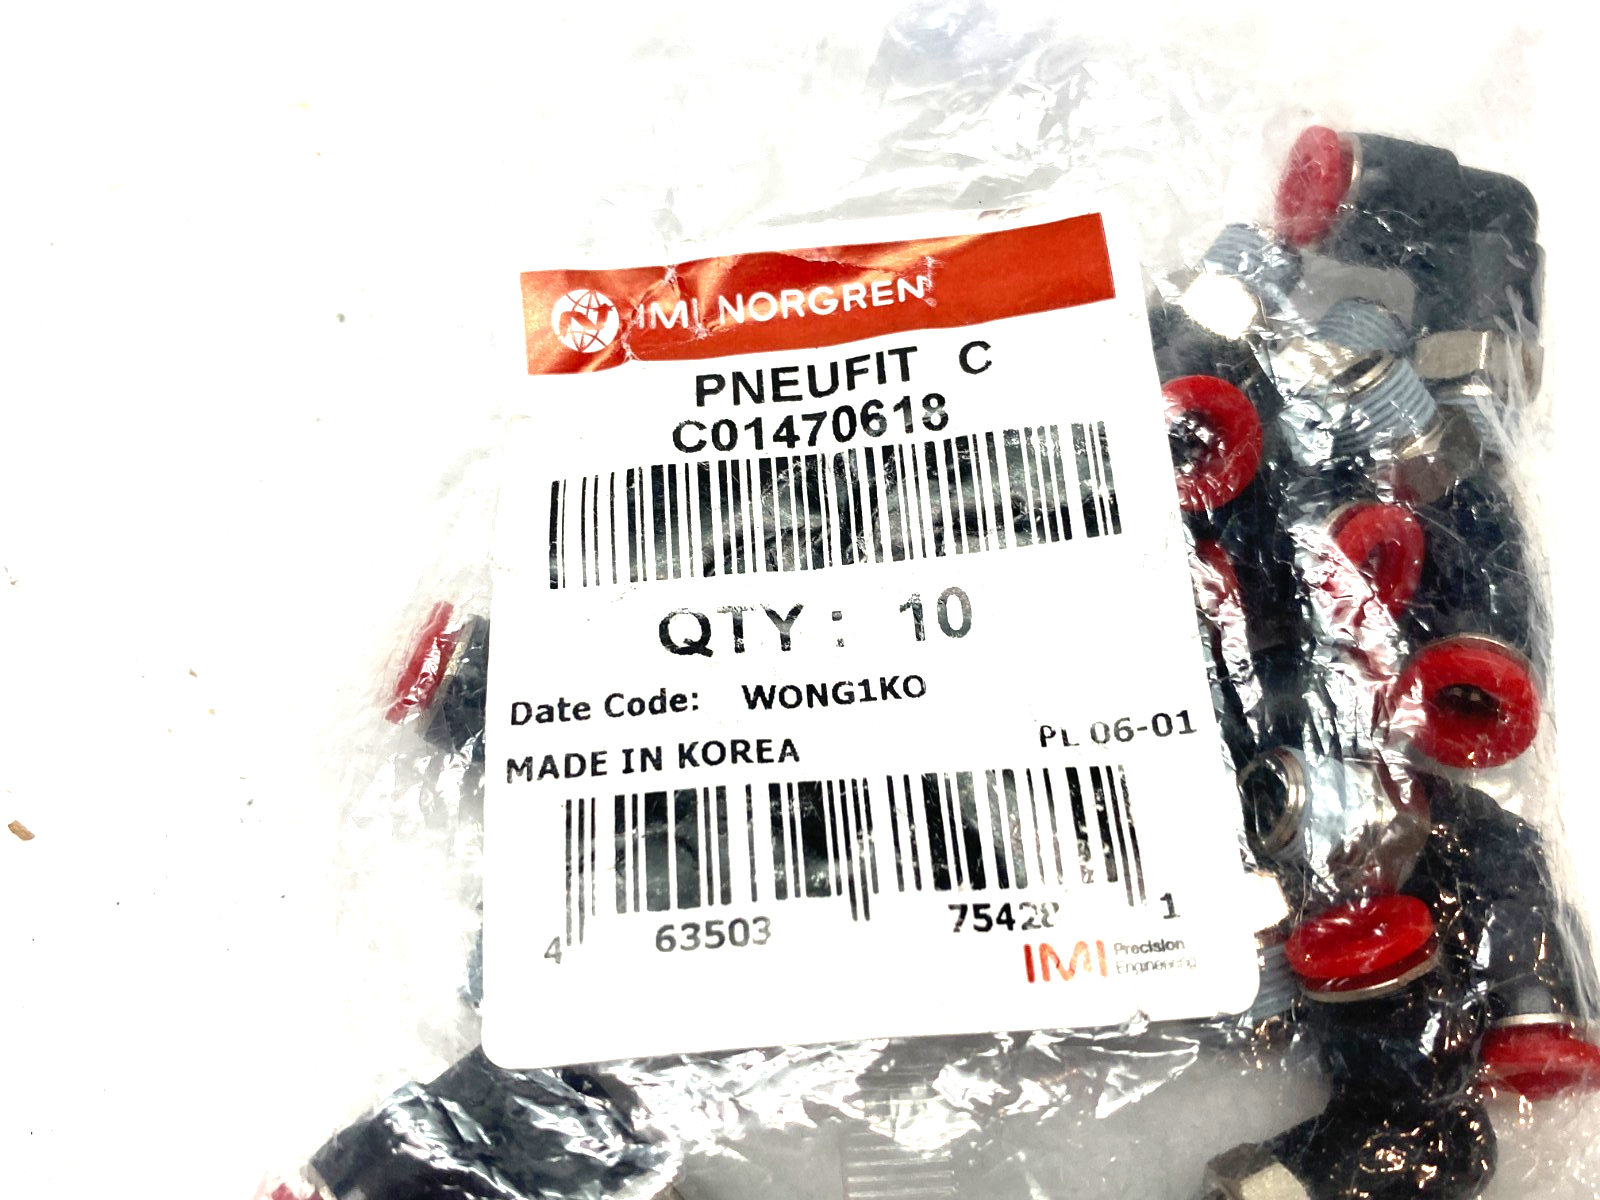 IMI NORGREN
PNEUFIT C
C01470618
QTY: 10
Date Code: WONG1KO
MADE IN KOREA
PL 06-01
4 63503 75428 1
IMI Precision
Engineering